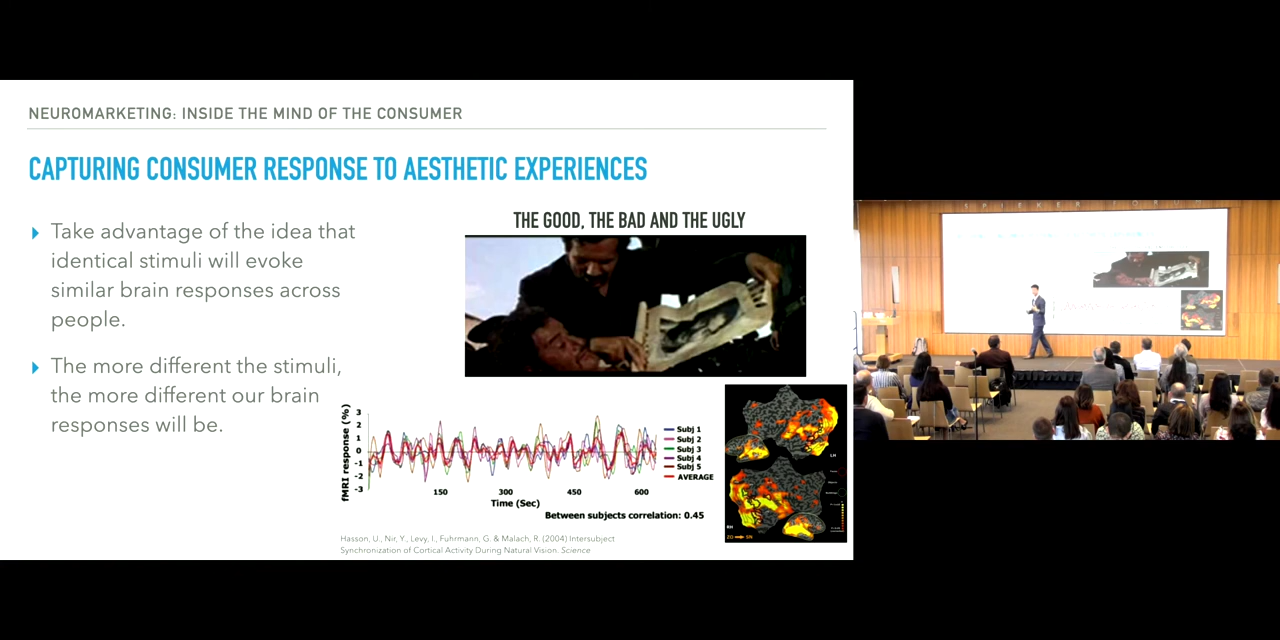 NEUROMARKETING: INSIDE THE MIND OF THE CONSUMER
CAPTURING CONSUMER RESPONSE TO AESTHETIC EXPERIENCES
Take advantage of the idea that
identical stimuli will evoke
similar brain responses across
people.
The more different the stimuli,
the more different our brain
responses will be.
THE GOOD, THE BAD AND THE UGLY
fMRI response (%)
3
2
1
0
-1
-2
-3
150
300
450
600
Time (Sec)
Subj 1
Subj 2
Subj 3
Subj 4
Subj 5
AVERAGE
Between subjects correlation: 0.45
LH
RH
Hasson, U., Nir, Y., Levy, I., Fuhrmann, G. & Malach, R. (2004) Intersubject
Synchronization of Cortical Activity During Natural Vision. Science
SPIEKER FORUM